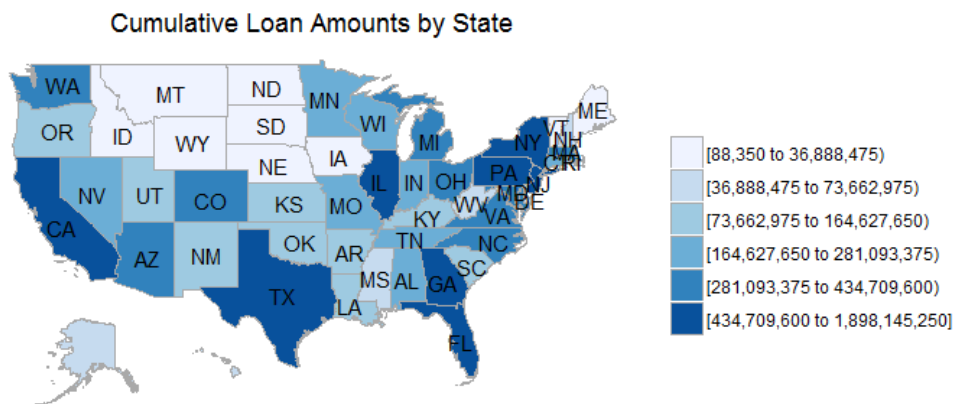 Cumulative Loan Amounts by State
WA
MT
ND
MN
ME
OR
ID
SD
WI
VT
NH
WY
MI
NY
MA
NE
IA
CT
RI
PA
NV
UT
CO
IL
IN
OH
NJ
MD
DE
CA
KS
MO
KY
WV
VA
AZ
NM
OK
AR
TN
NC
SC
TX
LA
MS
AL
GA
FL
[88,350 to 36,888,475)
[36,888,475 to 73,662,975)
[73,662,975 to 164,627,650)
[164,627,650 to 281,093,375)
[281,093,375 to 434,709,600)
[434,709,600 to 1,898,145,250]